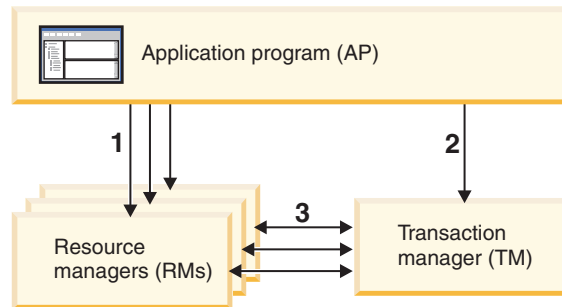 Application program (AP)
1
2
3
Resource
managers (RMs)
Transaction
manager (TM)